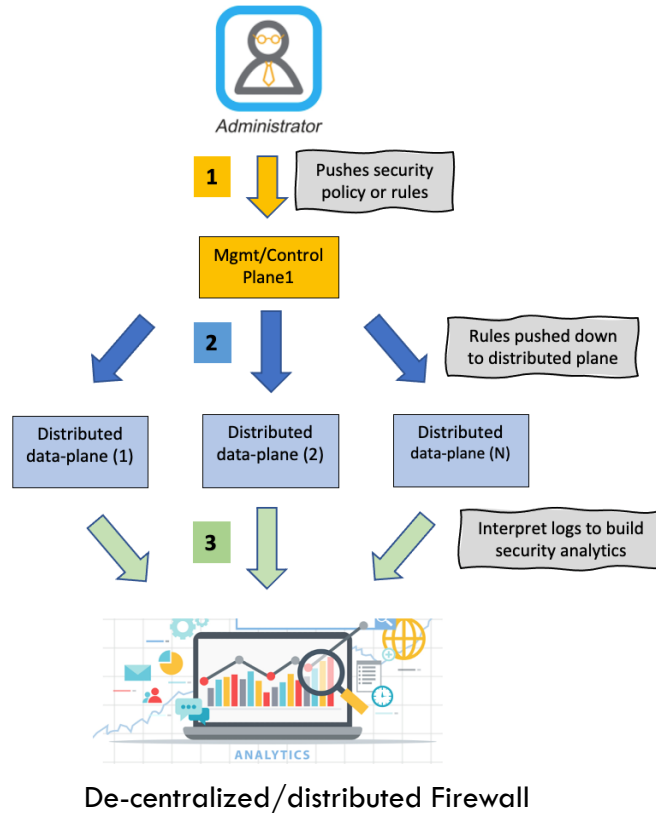 Administrator
1
Pushes security
policy or rules
Mgmt/Control
Plane1
2
Rules pushed down
to distributed plane
Distributed
data-plane (1)
Distributed
data-plane (2)
Distributed
data-plane (N)
3
Interpret logs to build
security analytics
ANALYTICS
De-centralized/distributed Firewall